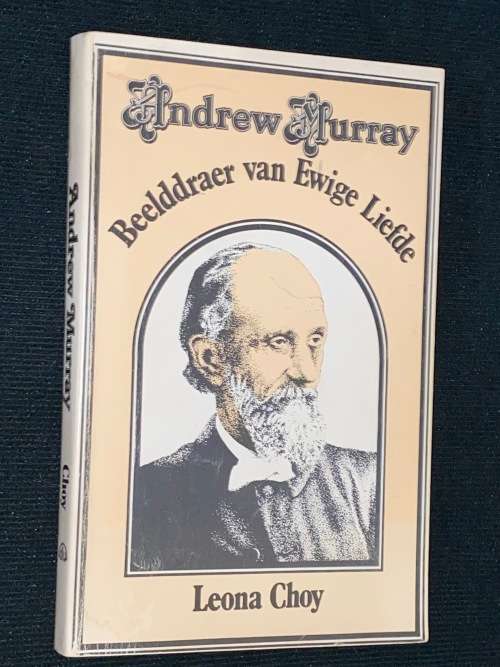 Andrew Murray
Beelddraer van Ewige Liefde
Leona Choy
Andrew Murray
Choy